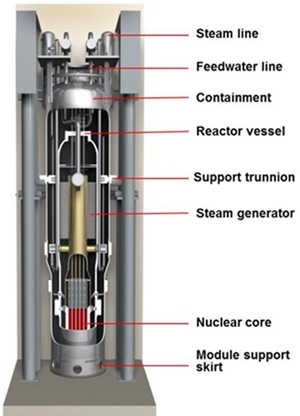 Steam line
Feedwater line
Containment
Reactor vessel
Support trunnion
Steam generator
Nuclear core
Module support
skirt